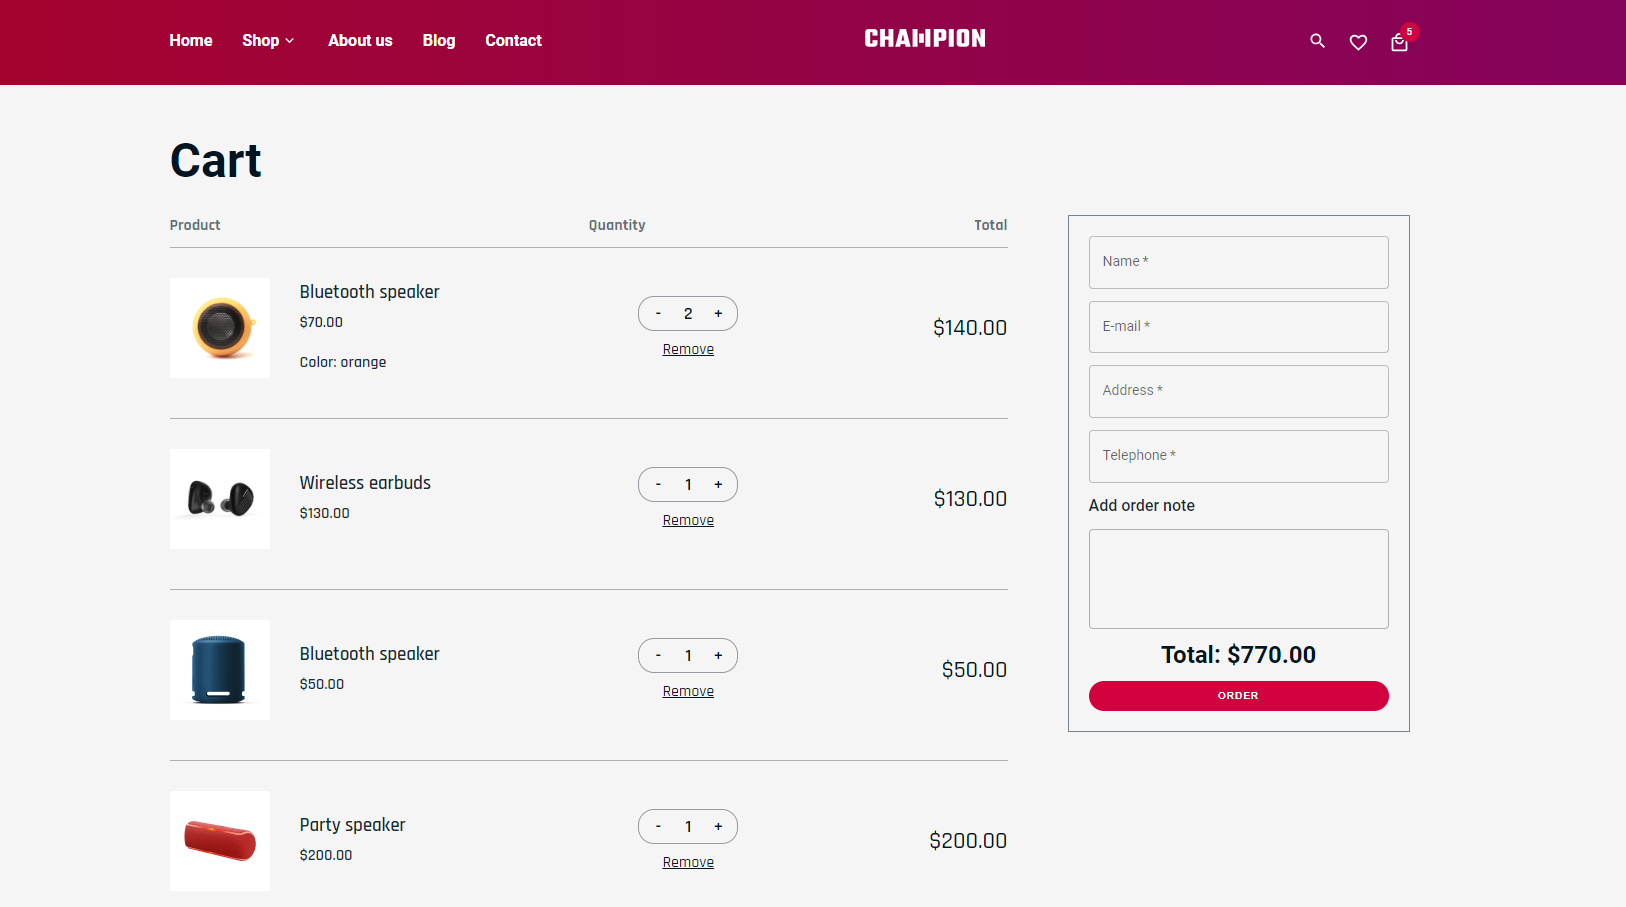 Home Shop About us Blog Contact CHAMPION 5
Cart
Product Quantity Total
Bluetooth speaker
$70.00
Color: orange
- 2 +
Remove
$140.00
Wireless earbuds
$130.00
- 1 +
Remove
$130.00
Bluetooth speaker
$50.00
- 1 +
Remove
$50.00
Party speaker
$200.00
- 1 +
Remove
$200.00
Name *
E-mail *
Address *
Telephone *
Add order note
Total: $770.00
ORDER